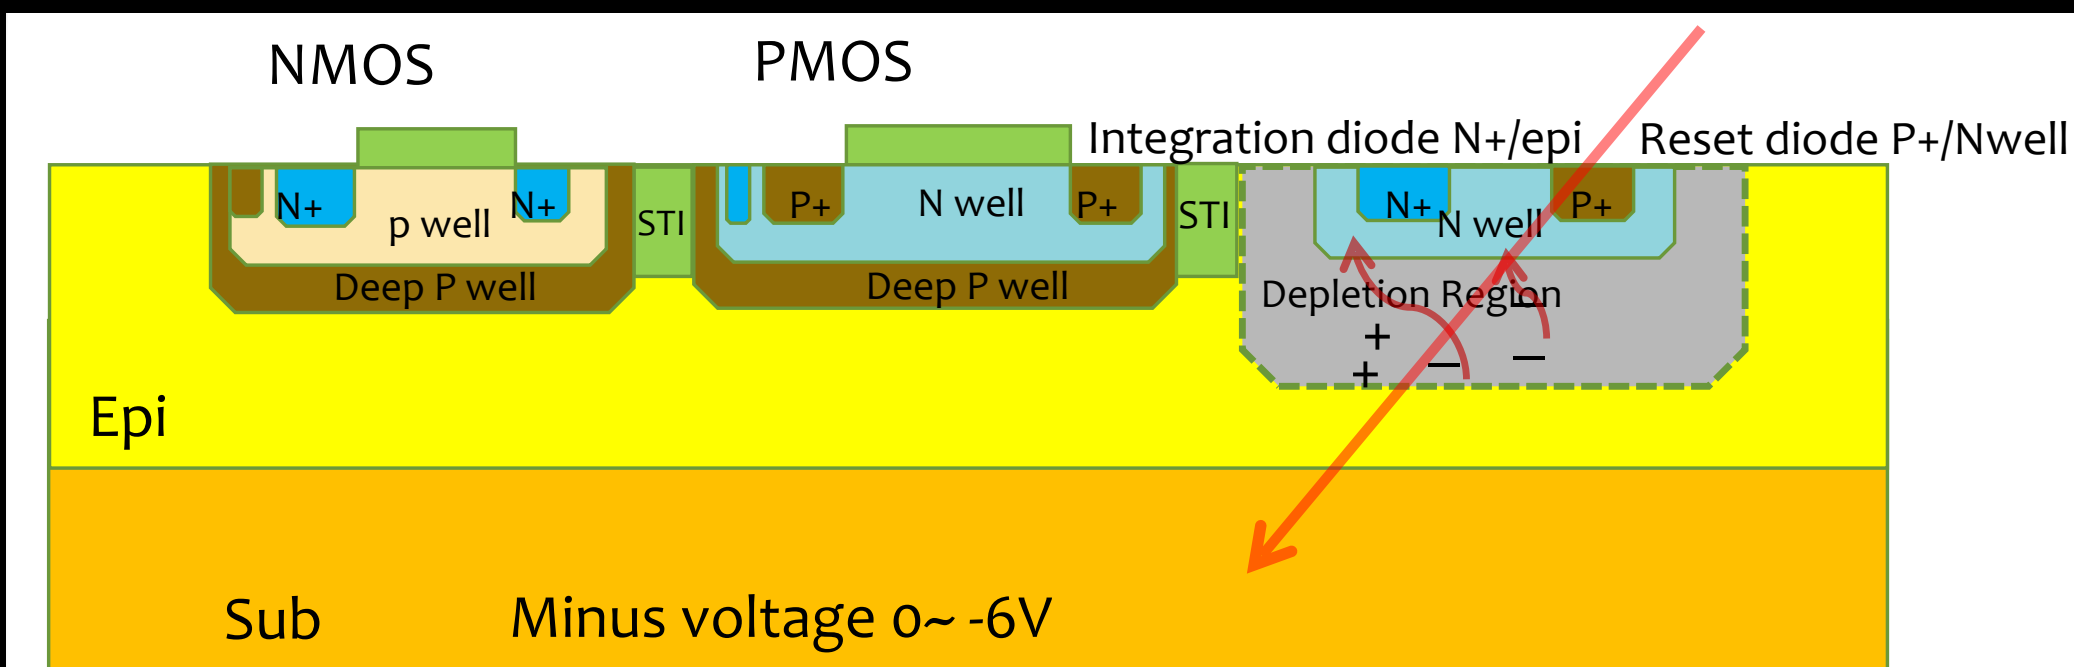 NMOS
PMOS
Integration diode N+/epi
Reset diode P+/Nwell
N+
p well
N+
STI
P+
N well
P+
STI
N+
N well
P+
Deep P well
Deep P well
Depletion Region
+
–
+
–
–
Epi
Sub
Minus voltage 0~ -6V